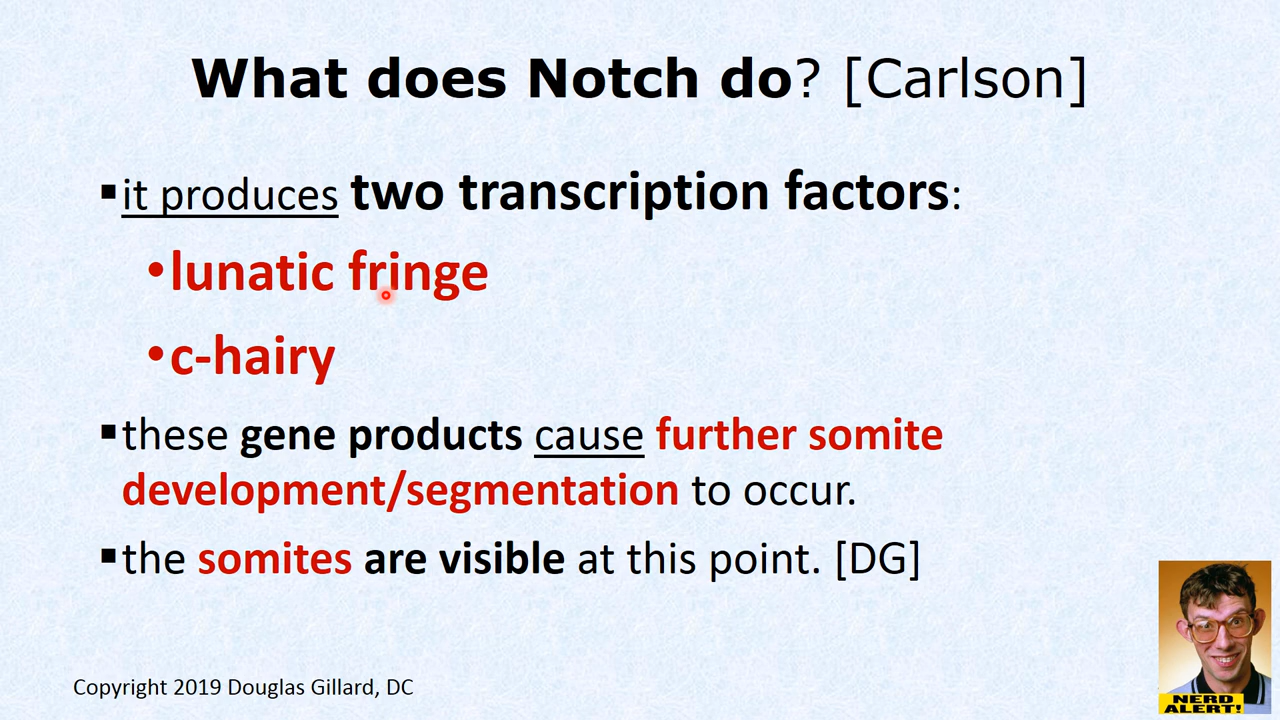 What does Notch do? [Carlson]
▪it produces two transcription factors:
•lunatic fringe
•c-hairy
▪these gene products cause further somite
development/segmentation to occur.
▪the somites are visible at this point. [DG]
Copyright 2019 Douglas Gillard, DC
NERD
ALERT!